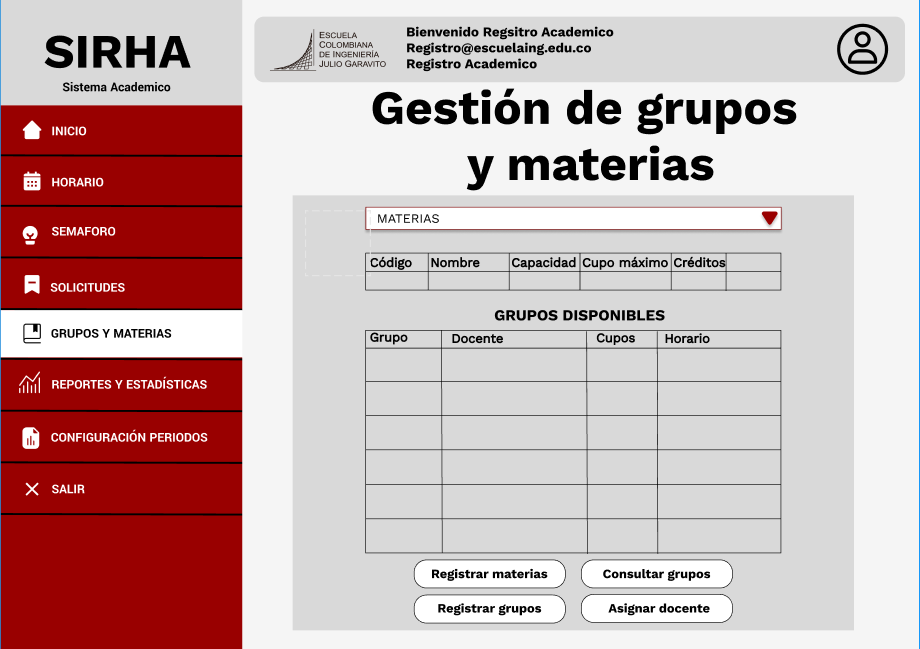 SIRHA
Sistema Academico
INICIO
HORARIO
SEMAFORO
SOLICITUDES
GRUPOS Y MATERIAS
REPORTES Y ESTADÍSTICAS
CONFIGURACIÓN PERIODOS
SALIR
ESCUELA
COLOMBIANA
DE INGENIERÍA
JULIO GARAVITO
Bienvenido Regsitro Academico
Registro@escuelaing.edu.co
Registro Academico
Gestión de grupos
y materias
MATERIAS
Código Nombre Capacidad Cupo máximo Créditos
GRUPOS DISPONIBLES
Grupo Docente Cupos Horario
Registrar materias Consultar grupos
Registrar grupos Asignar docente